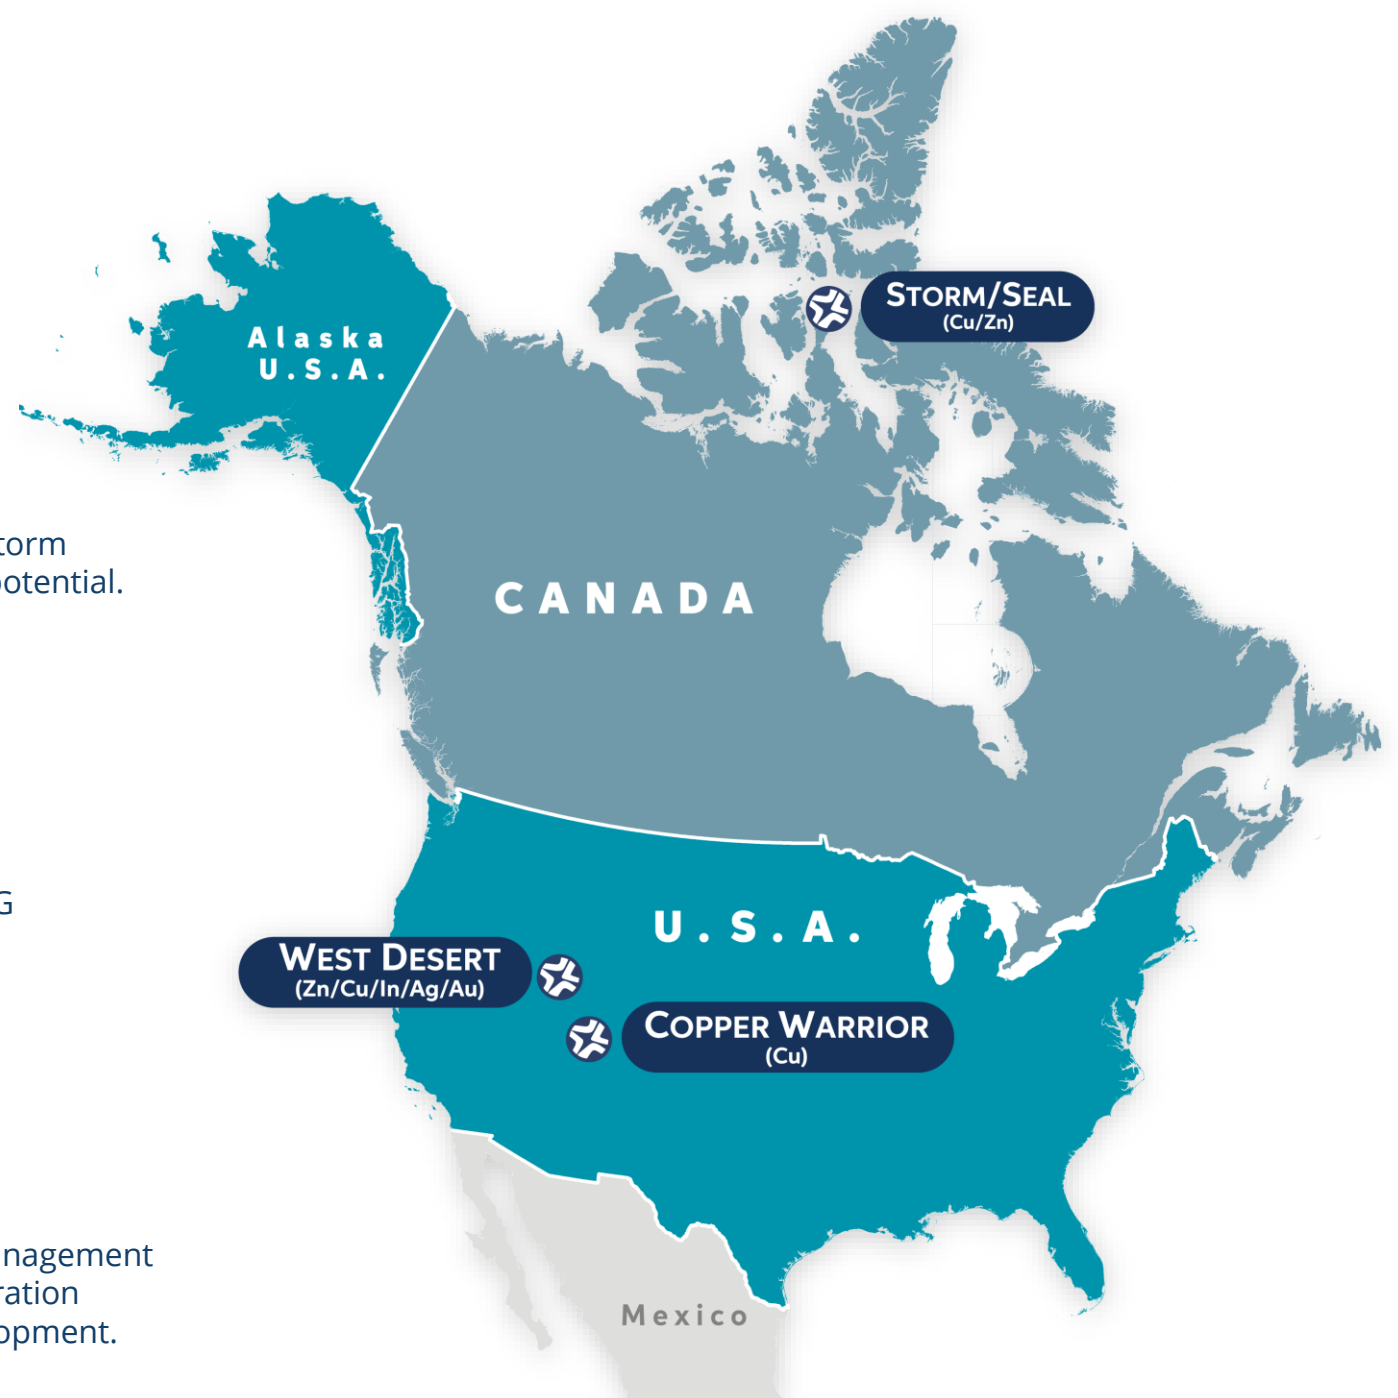 STORM/SEAL
(Cu/Zn)
Alaska
U.S.A.
torm
potential.
CANADA
G
U.S.A.
WEST DESERT
(Zn/Cu/In/Ag/Au)
COPPER WARRIOR
(Cu)
nagement
ration
opment.
Mexico